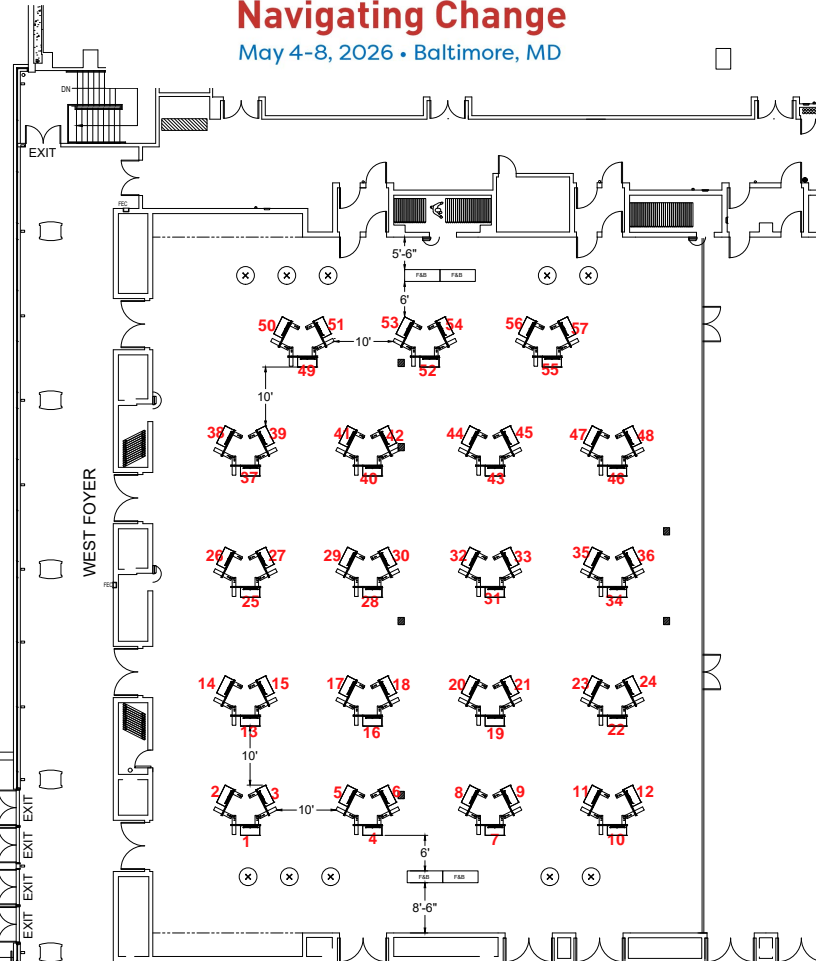 Navigating Change
May 4-8, 2026 • Baltimore, MD
DN
EXIT
FEC
5'-6"
F&B F&B
6'
50 51 53 54 56 57
10'
49 52 55
10'
38 39 41 42 44 45 47 48
37 40 43 46
WEST FOYER
26 27 29 30 32 33 35 36
FEC
25 28 31 34
14 15 17 18 20 21 23 24
13 16 19 22
10'
2 3 5 6 8 9 11 12
EXIT
10'
1 4 7 10
EXIT
6'
F&B F&B
EXIT
8'-6"
EXIT